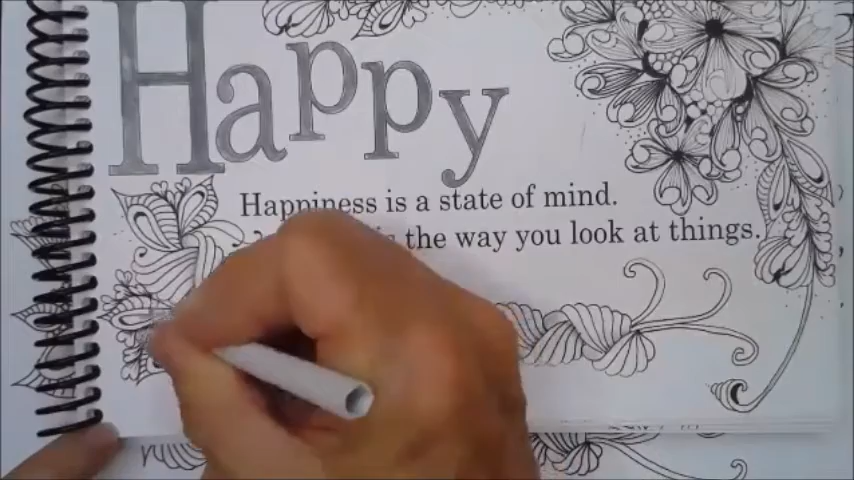 Happy
Happiness is a state of mind.
the way you look at things.